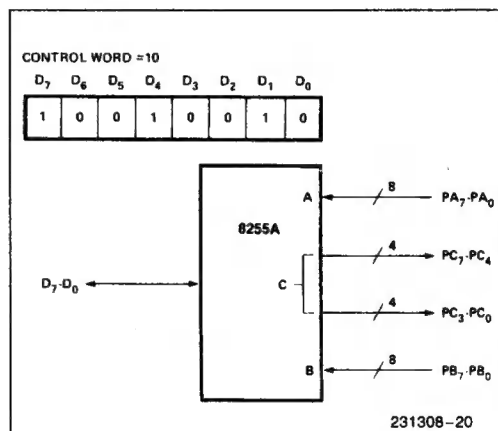 CONTROL WORD =10
D7 D6 D5 D4 D3 D2 D1 D0
1 0 0 1 0 0 1 0
8
A PA7-PA0
8255A
4
PC7-PC4
D7-D0 C
4
PC3-PC0
8
B PB7-PB0
231308-20